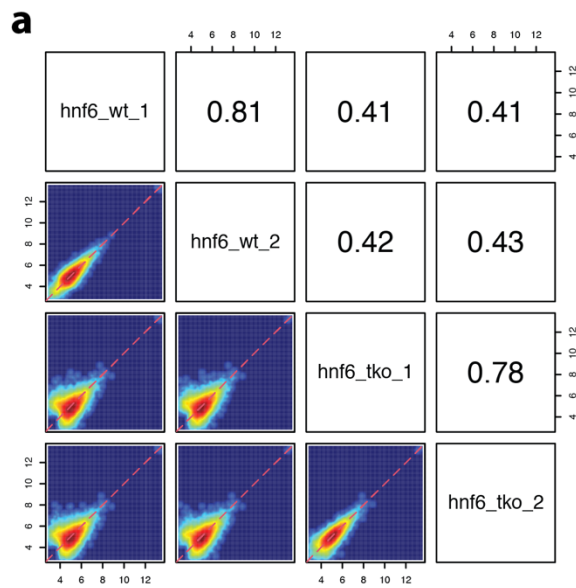 a
4 6 8 10 12
4 6 8 10 12
hnf6_wt_1
0.81
0.41
0.41
4 6 8 10 12
4 6 8 10 12
hnf6_wt_2
0.42
0.43
hnf6_tko_1
0.78
4 6 8 10 12
4 6 8 10 12
hnf6_tko_2
4 6 8 10 12
4 6 8 10 12